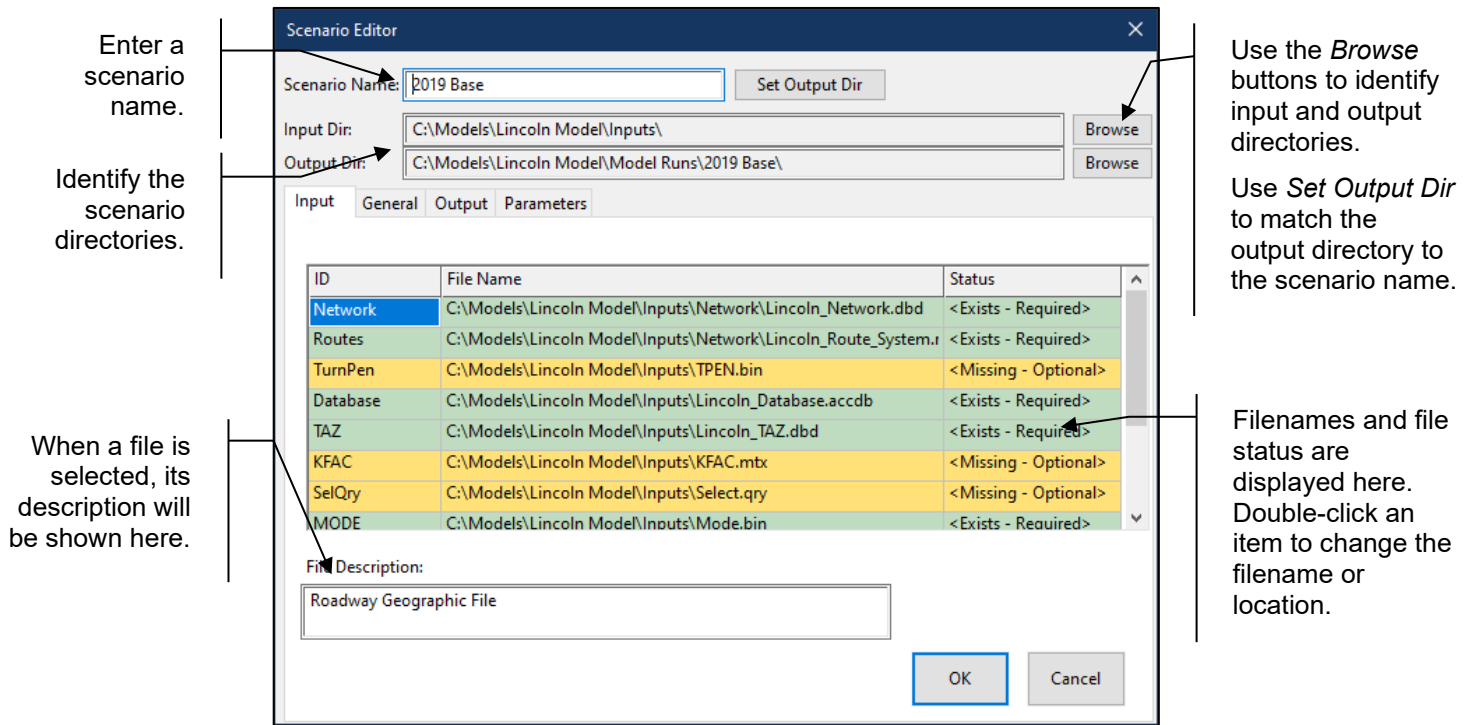 Enter a
scenario
name.
Identify the
scenario
directories.
When a file is
selected, its
description will
be shown here.
Scenario Editor
Scenario Name: 2019 Base Set Output Dir
Input Dir: C:\Models\Lincoln Model\Inputs\ Browse
Output Dir: C:\Models\Lincoln Model\Model Runs\2019 Base\ Browse
Input General Output Parameters
ID File Name Status
Network C:\Models\Lincoln Model\Inputs\Network\Lincoln_Network.dbd <Exists - Required>
Routes C:\Models\Lincoln Model\Inputs\Network\Lincoln_Route_System.r <Exists - Required>
TurnPen C:\Models\Lincoln Model\Inputs\TPEN.bin <Missing - Optional>
Database C:\Models\Lincoln Model\Inputs\Lincoln_Database.accdb <Exists - Required>
TAZ C:\Models\Lincoln Model\Inputs\Lincoln_TAZ.dbd <Exists - Required>
KFAC C:\Models\Lincoln Model\Inputs\KFAC.mtx <Missing - Optional>
SelQry C:\Models\Lincoln Model\Inputs\Select.qry <Missing - Optional>
MODE C:\Models\Lincoln Model\Inputs\Mode.bin <Exists - Required>
File Description:
Roadway Geographic File
OK Cancel
Use the Browse
buttons to identify
input and output
directories.
Use Set Output Dir
to match the
output directory to
the scenario name.
Filenames and file
status are
displayed here.
Double-click an
item to change the
filename or
location.